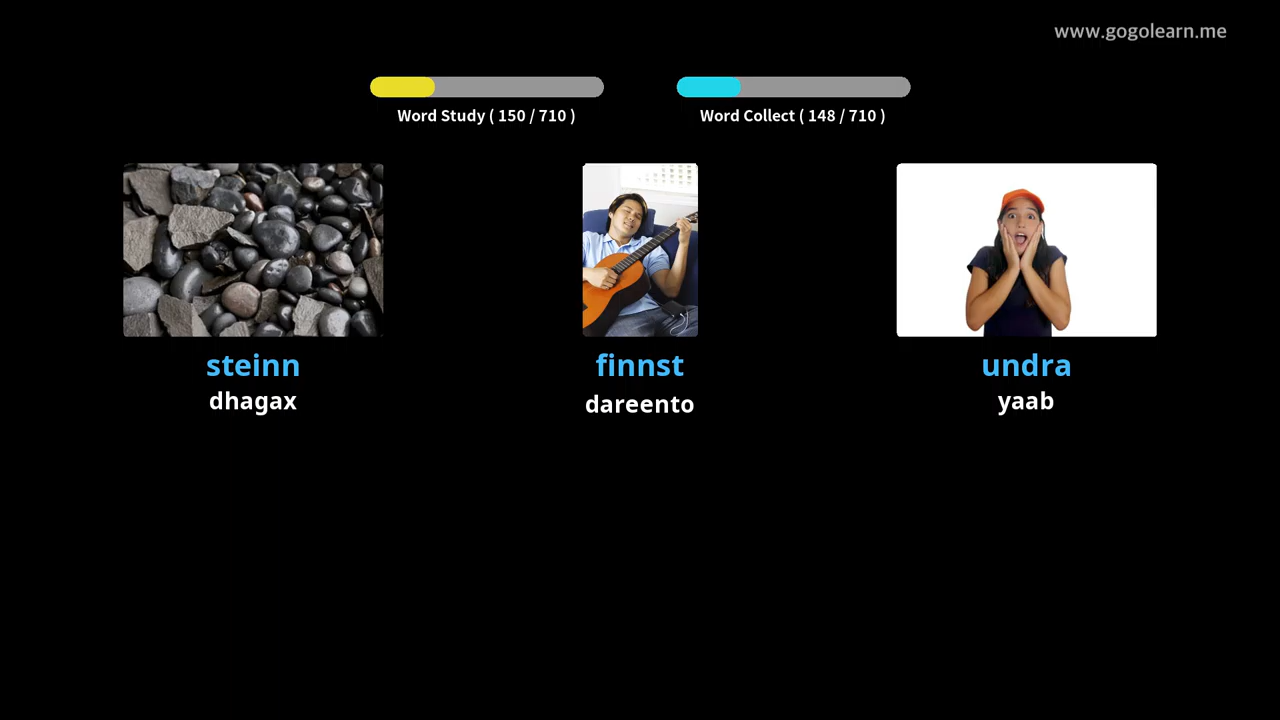 www.gogolearn.me
Word Study ( 150 / 710 )
Word Collect ( 148 / 710 )
steinn
dhagax
finnst
dareento
undra
yaab